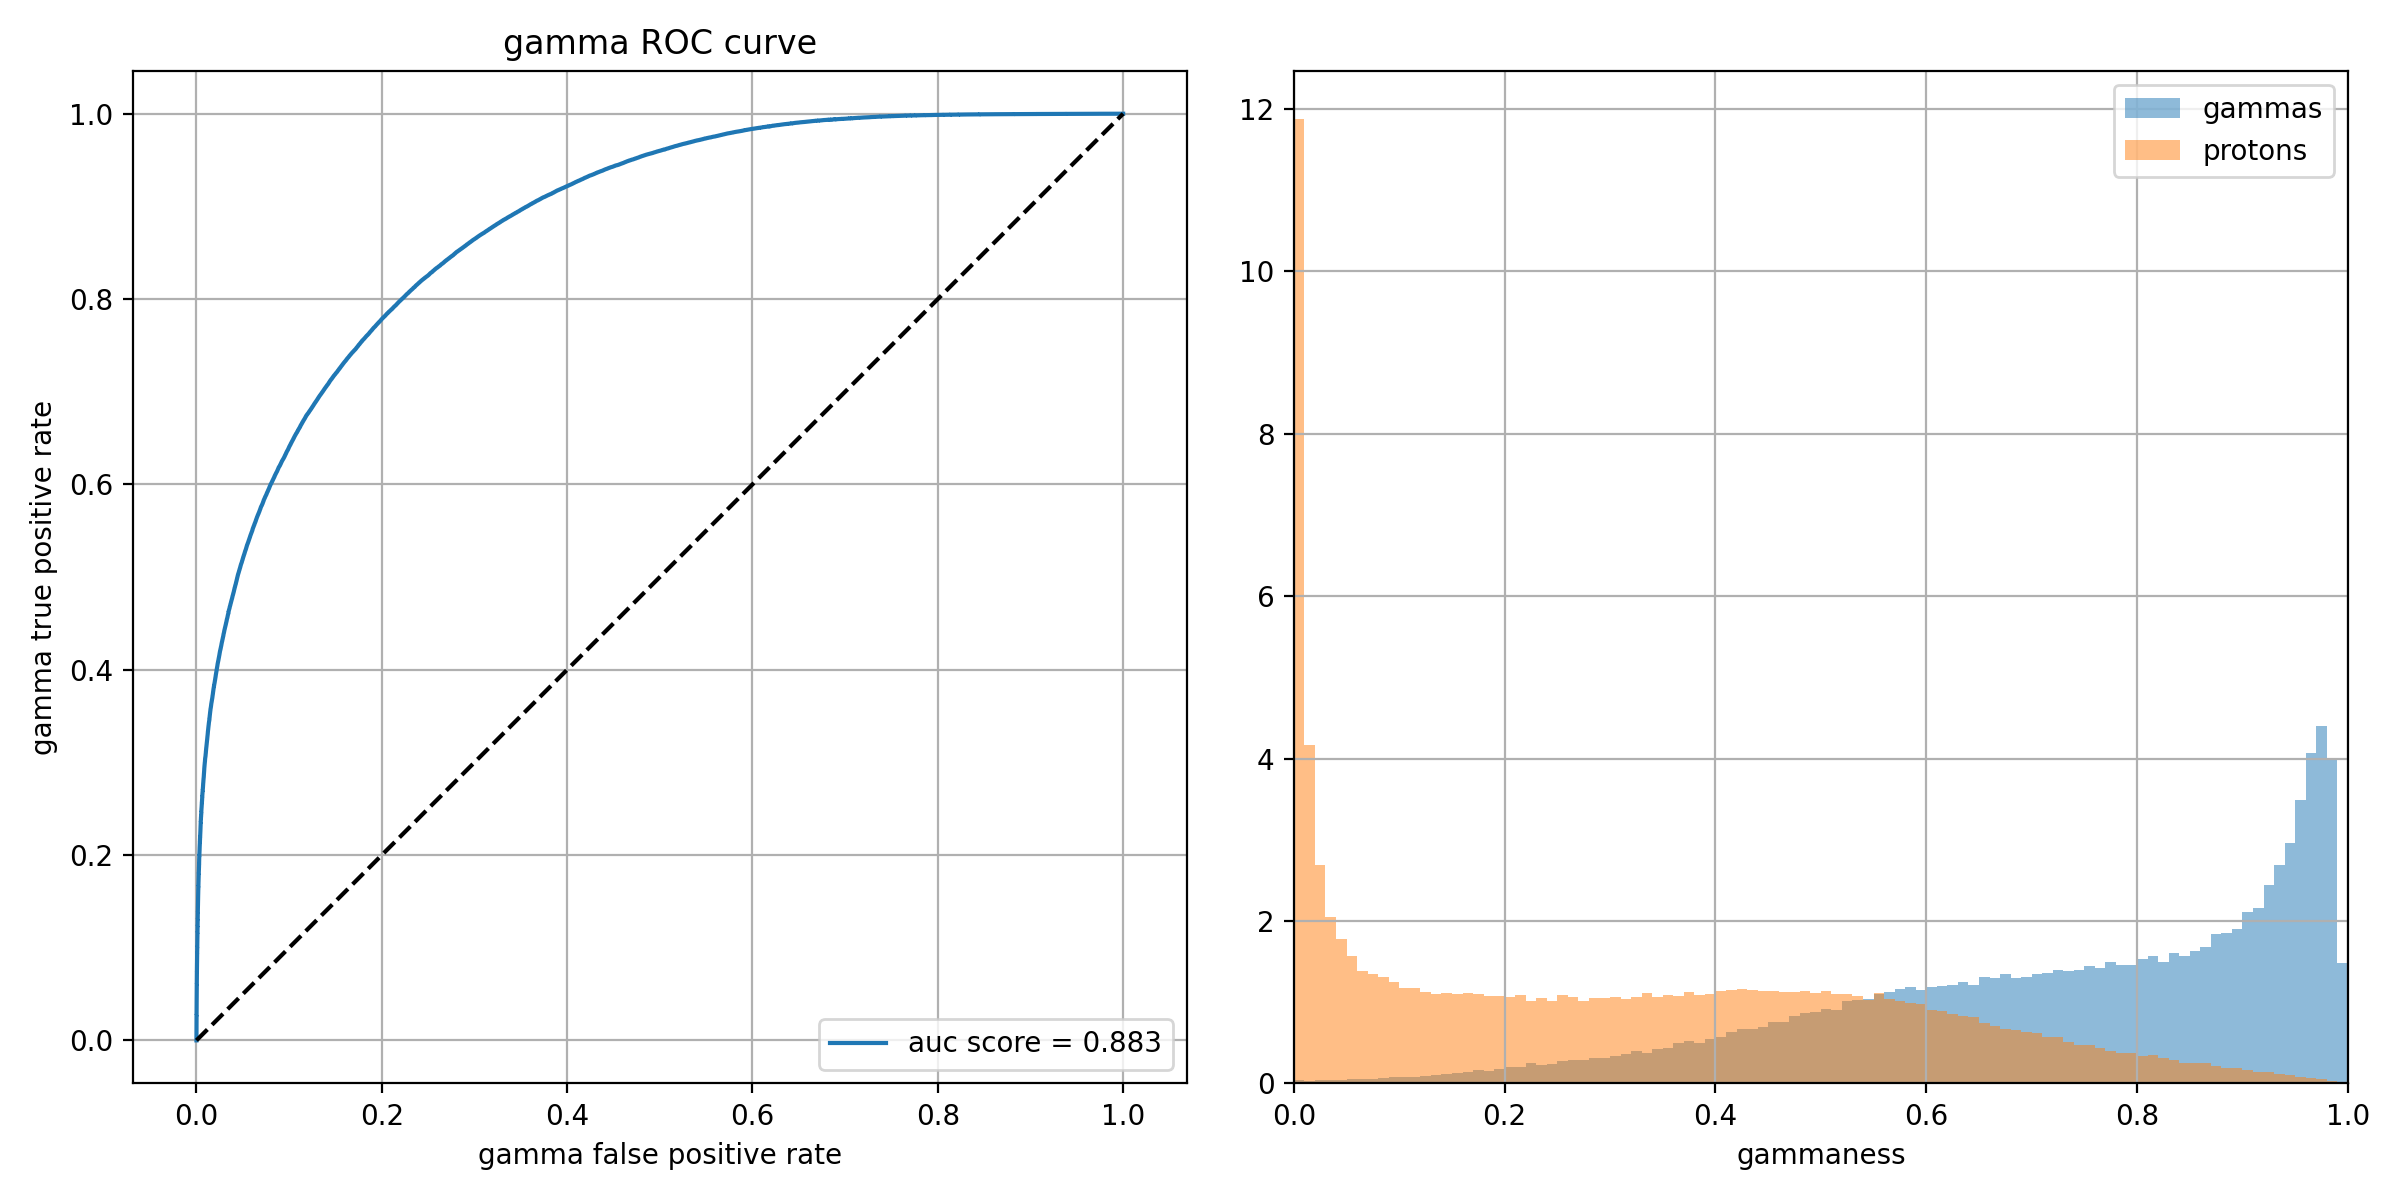 gamma ROC curve
1.0
0.8
0.6
0.4
0.2
0.0
gamma true positive rate
0.0 0.2 0.4 0.6 0.8 1.0
gamma false positive rate
auc score = 0.883
12
10
8
6
4
2
0
0.0 0.2 0.4 0.6 0.8 1.0
gammaness
gammas
protons